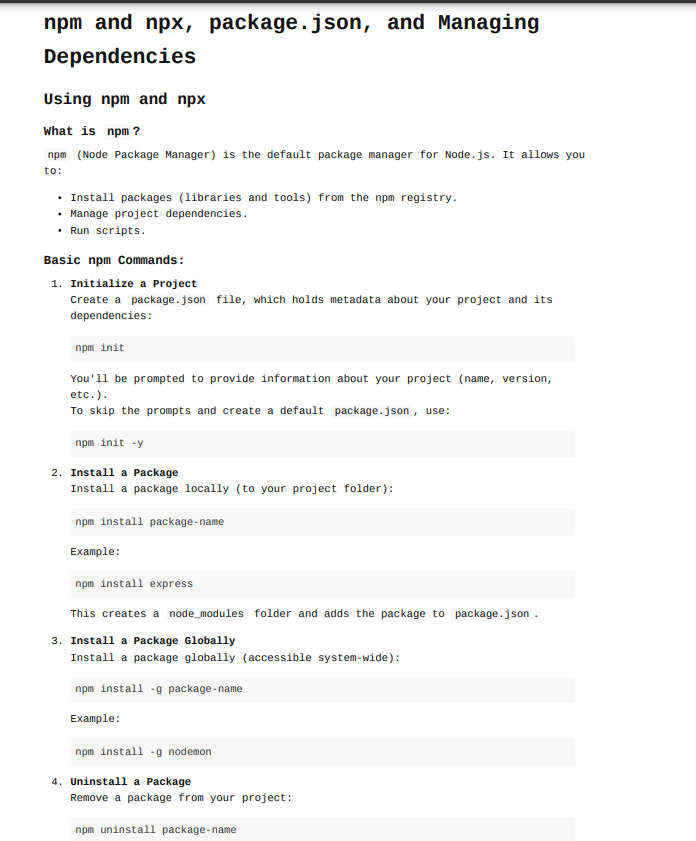 npm and npx, package.json, and Managing
Dependencies
Using npm and npx
What is npm?
npm (Node Package Manager) is the default package manager for Node.js. It allows you
to:
• Install packages (libraries and tools) from the npm registry.
• Manage project dependencies.
• Run scripts.
Basic npm Commands:
1. Initialize a Project
Create a package.json file, which holds metadata about your project and its
dependencies:
npm init
You'll be prompted to provide information about your project (name, version,
etc.).
To skip the prompts and create a default package.json, use:
npm init -y
2. Install a Package
Install a package locally (to your project folder):
npm install package-name
Example:
npm install express
This creates a node_modules folder and adds the package to package.json.
3. Install a Package Globally
Install a package globally (accessible system-wide):
npm install -g package-name
Example:
npm install -g nodemon
4. Uninstall a Package
Remove a package from your project:
npm uninstall package-name